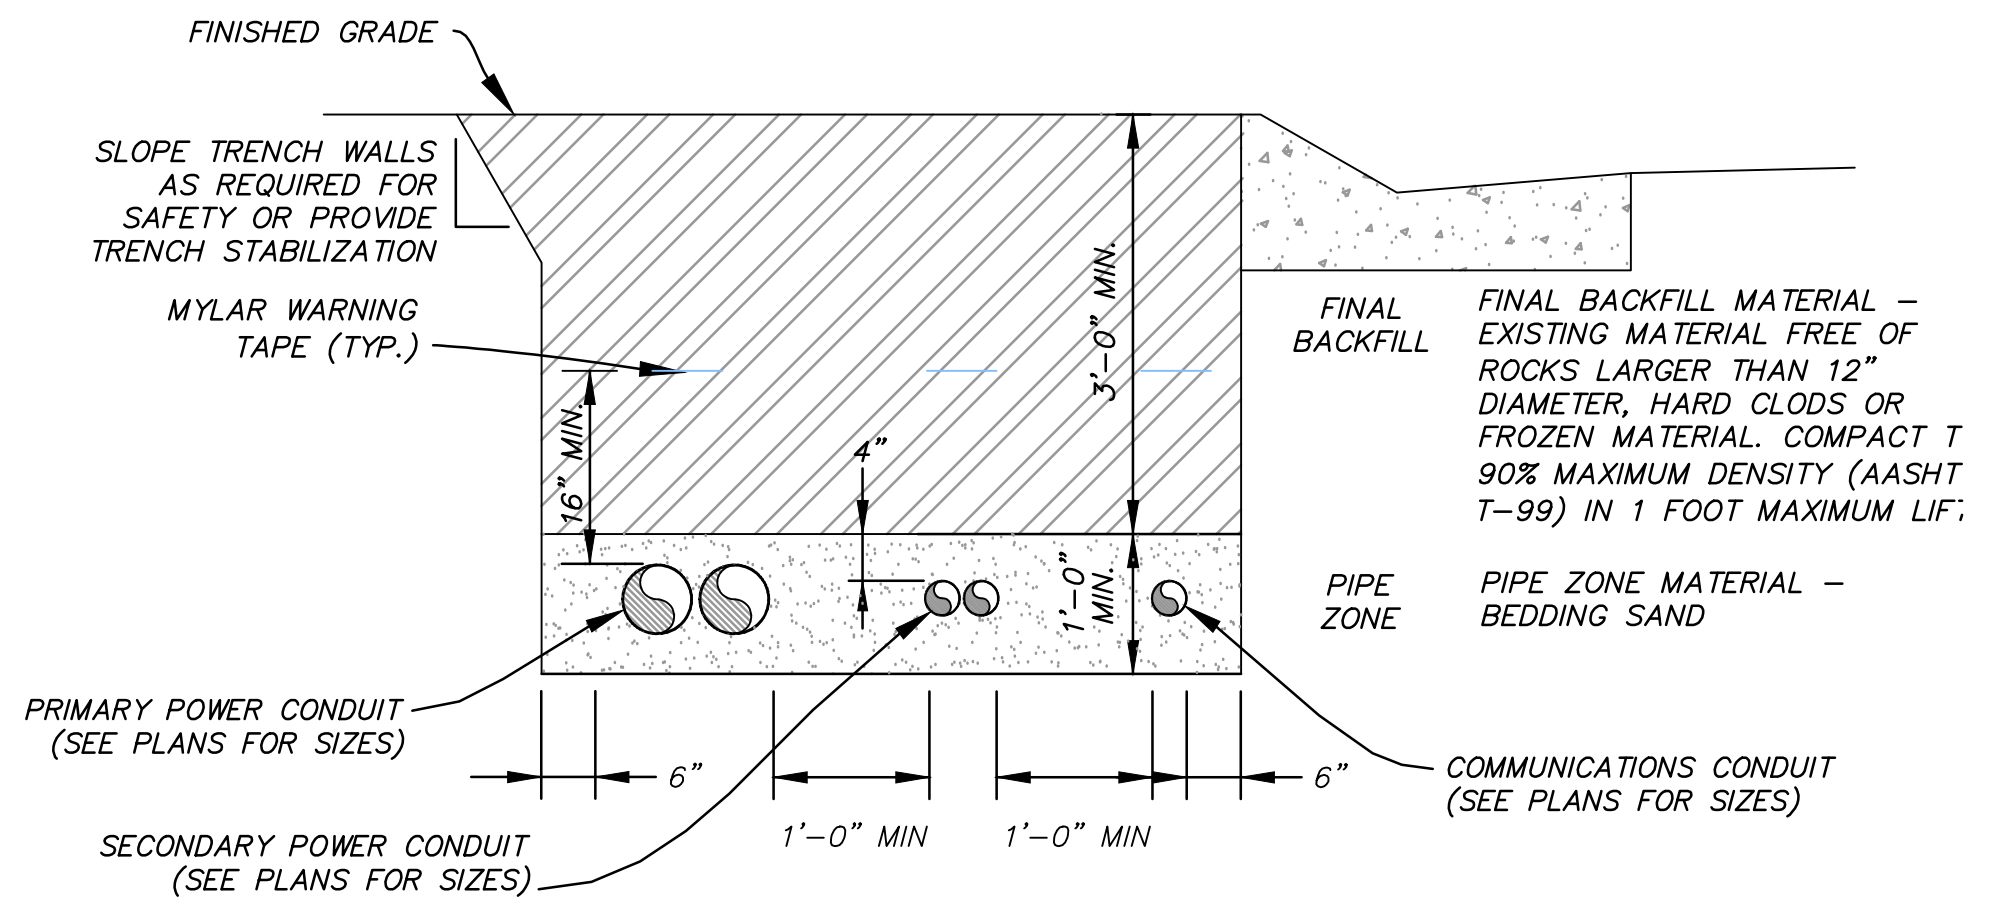 FINISHED GRADE
SLOPE TRENCH WALLS
AS REQUIRED FOR
SAFETY OR PROVIDE
TRENCH STABILIZATION
MYLAR WARNING
TAPE (TYP.)
16” MIN.
4”
3’–0” MIN.
1’–0”
MIN.
FINAL
BACKFILL
FINAL BACKFILL MATERIAL –
EXISTING MATERIAL FREE OF
ROCKS LARGER THAN 12”
DIAMETER, HARD CLODS OR
FROZEN MATERIAL. COMPACT T
90% MAXIMUM DENSITY (AASHT
T–99) IN 1 FOOT MAXIMUM LIF
PIPE
ZONE
PIPE ZONE MATERIAL –
BEDDING SAND
PRIMARY POWER CONDUIT
(SEE PLANS FOR SIZES)
6”
6”
COMMUNICATIONS CONDUIT
(SEE PLANS FOR SIZES)
1’–0” MIN
1’–0” MIN
SECONDARY POWER CONDUIT
(SEE PLANS FOR SIZES)